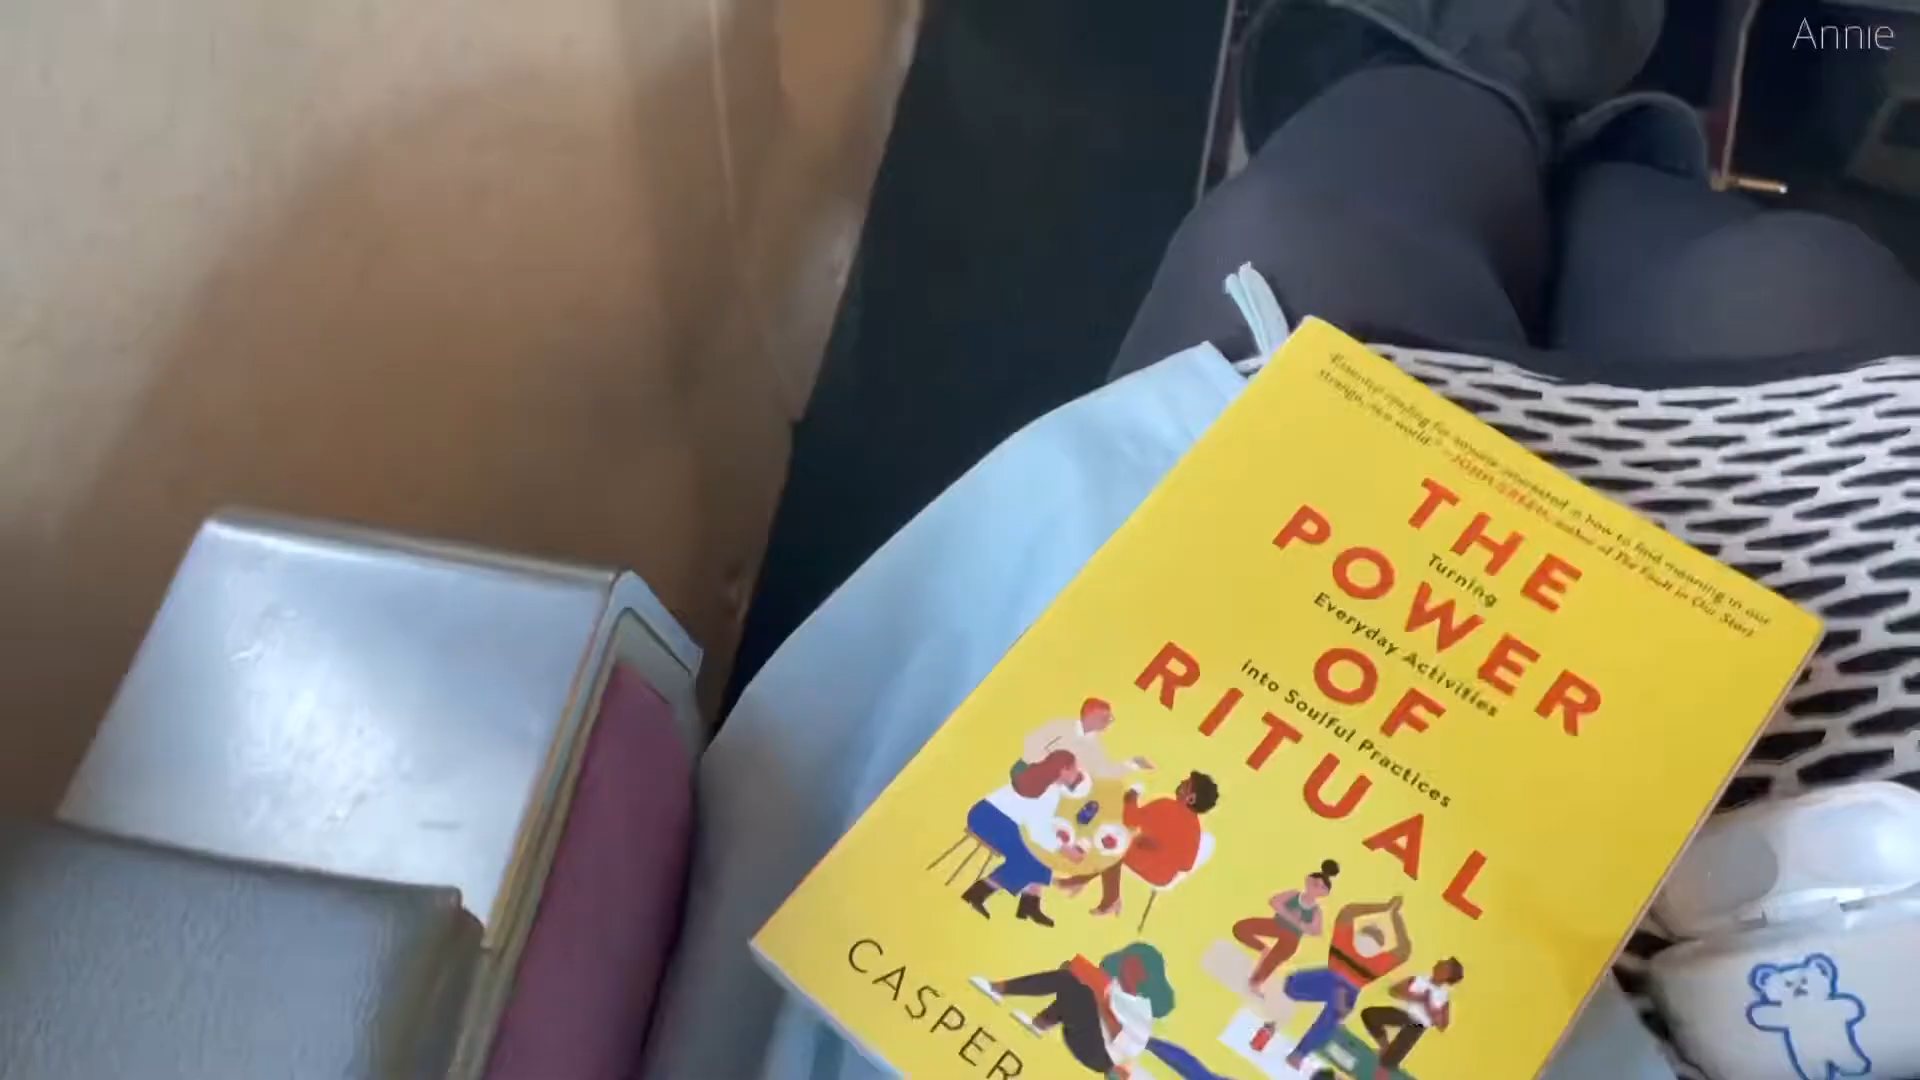 Annie
"Essential reading for anyone interested in how to find meaning in our
strange, new world." —JOHN GREEN, author of The Fault in Our Stars
THE
POWER
Turning
Everyday Activities
OF
into Soulful Practices
RITUAL
CASPER